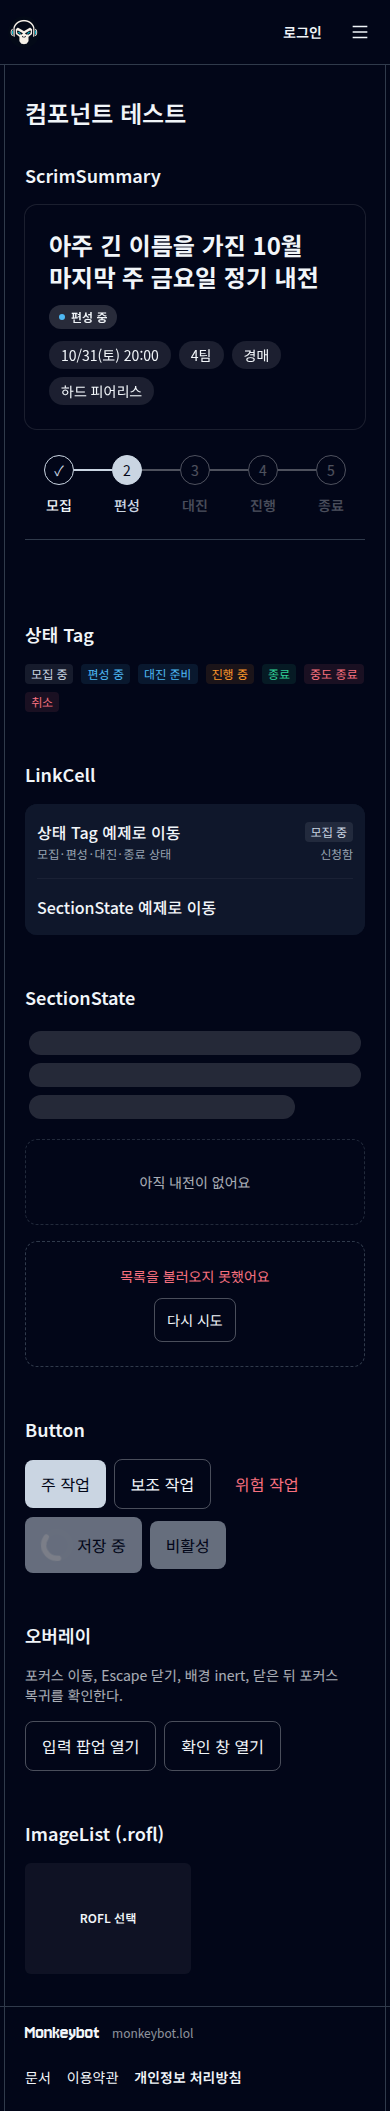 로그인
컴포넌트 테스트
ScrimSummary
아주 긴 이름을 가진 10월
마지막 주 금요일 정기 내전
편성 중
10/31(토) 20:00 4팀 경매
하드 피어리스
✓ 2 3 4 5
모집 편성 대진 진행 종료
상태 Tag
모집 중 편성 중 대진 준비 진행 중 종료 중도 종료
취소
LinkCell
상태 Tag 예제로 이동 모집 중
모집·편성·대진·종료 상태 신청함
SectionState 예제로 이동
SectionState
아직 내전이 없어요
목록을 불러오지 못했어요
다시 시도
Button
주 작업 보조 작업 위험 작업
저장 중 비활성
오버레이
포커스 이동, Escape 닫기, 배경 inert, 닫은 뒤 포커스
복귀를 확인한다.
입력 팝업 열기 확인 창 열기
ImageList (.rofl)
ROFL 선택
Monkeybot monkeybot.lol
문서 이용약관 개인정보 처리방침